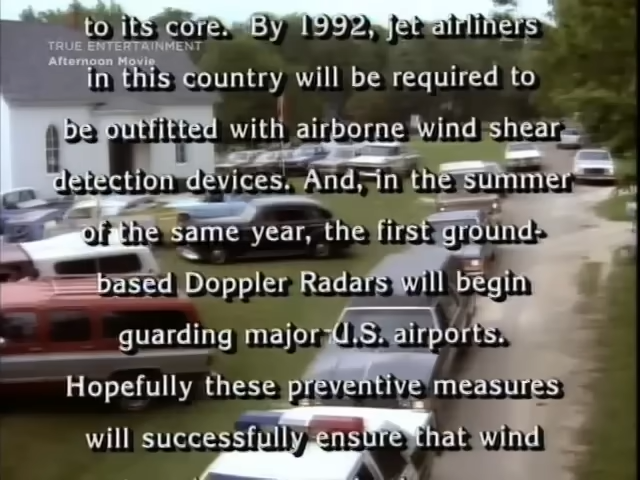 to its core. By 1992, jet airliners
TRUE ENTERTAINMENT
Afternoon Movie
in this country will be required to
be outfitted with airborne wind shear
detection devices. And, in the summer
of the same year, the first ground-
based Doppler Radars will begin
guarding major U.S. airports.
Hopefully these preventive measures
will successfully ensure that wind